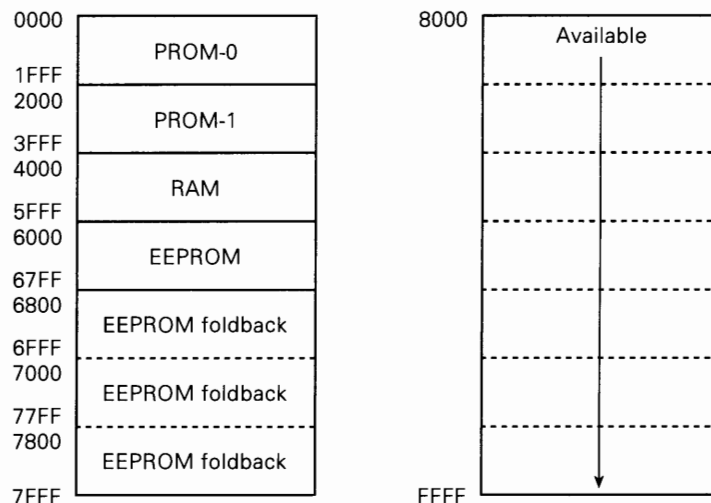 0000
PROM-0
1FFF
2000
PROM-1
3FFF
4000
RAM
5FFF
6000
EEPROM
67FF
6800
EEPROM foldback
6FFF
7000
EEPROM foldback
77FF
7800
EEPROM foldback
7FFF
8000
Available
FFFF